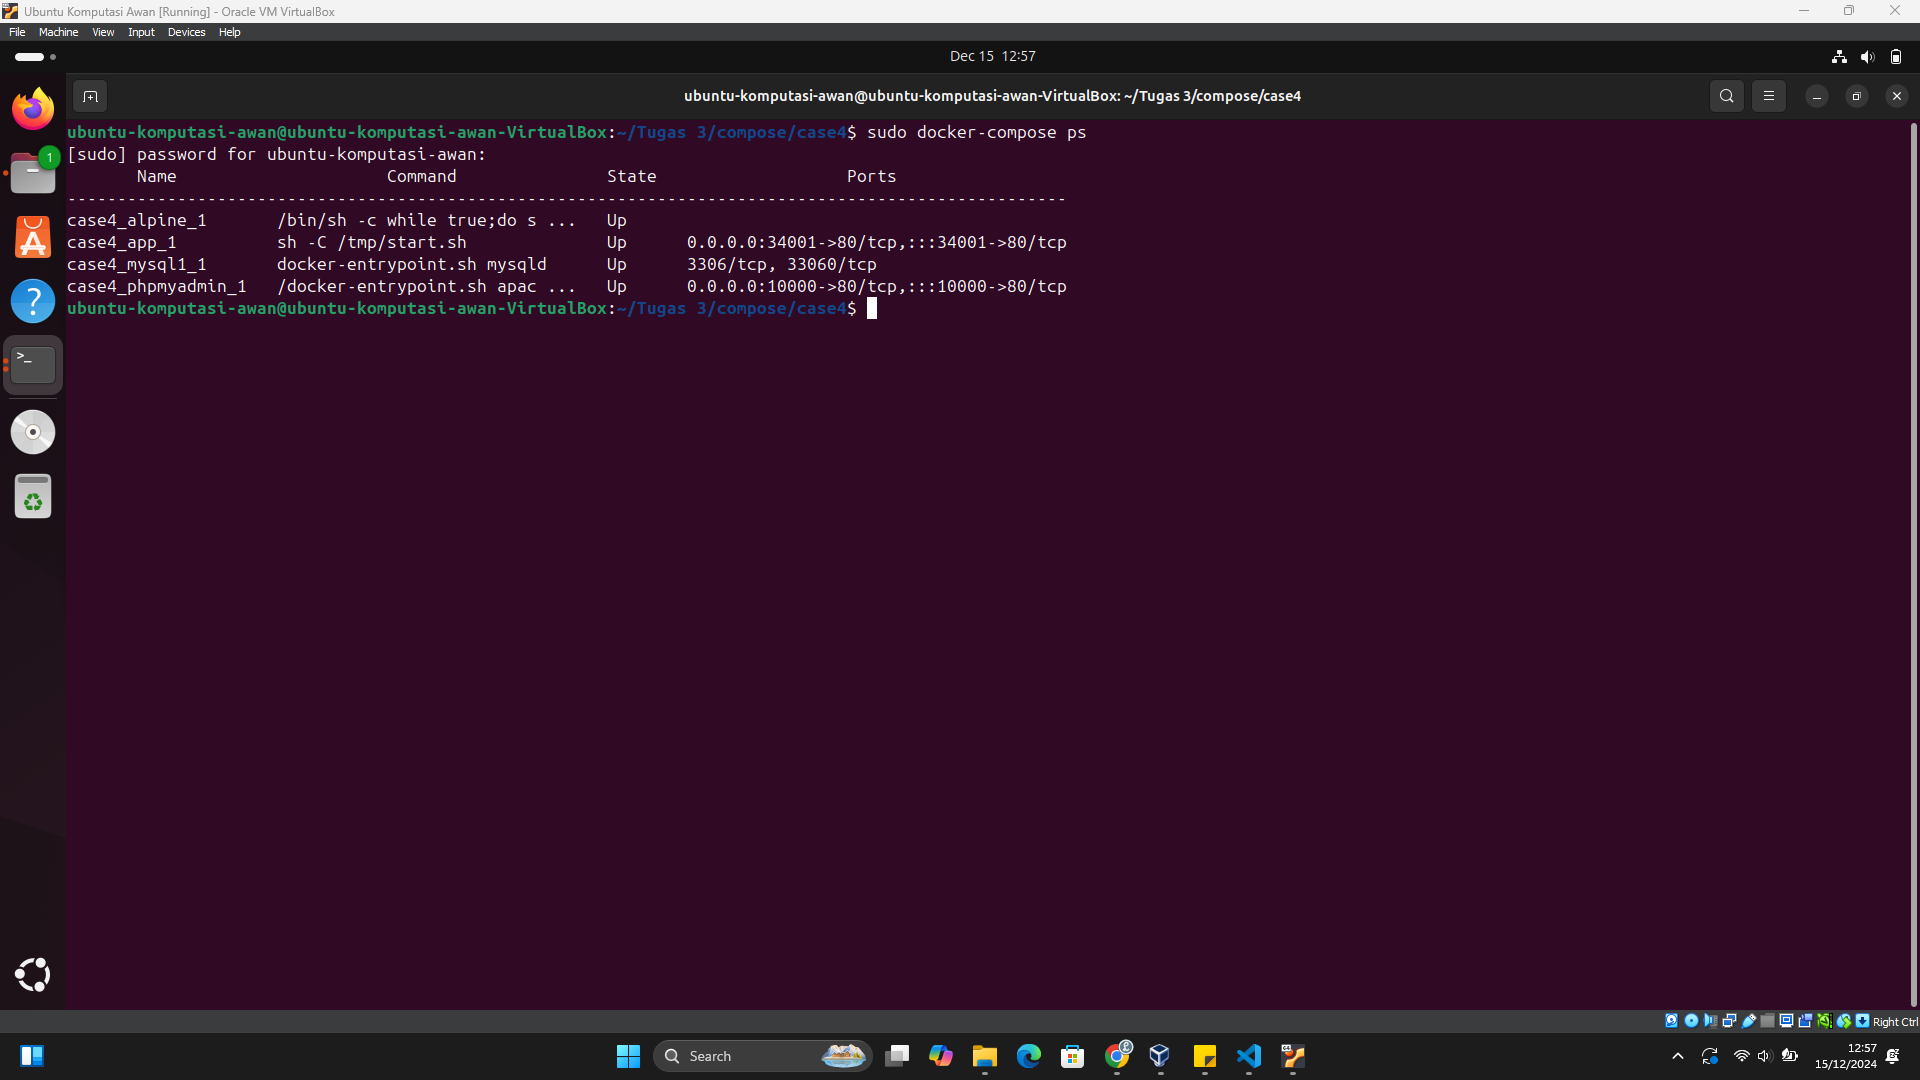 Ubuntu Komputasi Awan [Running] - Oracle VM VirtualBox
File Machine View Input Devices Help
Dec 15 12:57
ubuntu-komputasi-awan@ubuntu-komputasi-awan-VirtualBox: ~/Tugas 3/compose/case4
ubuntu-komputasi-awan@ubuntu-komputasi-awan-VirtualBox:~/Tugas 3/compose/case4$ sudo docker-compose ps
[sudo] password for ubuntu-komputasi-awan:
Name Command State Ports
----------------------------------------------------------------------------------------------------
case4_alpine_1 /bin/sh -c while true;do s ... Up
case4_app_1 sh -C /tmp/start.sh Up 0.0.0.0:34001->80/tcp,:::34001->80/tcp
case4_mysql1_1 docker-entrypoint.sh mysqld Up 3306/tcp, 33060/tcp
case4_phpmyadmin_1 /docker-entrypoint.sh apac ... Up 0.0.0.0:10000->80/tcp,:::10000->80/tcp
ubuntu-komputasi-awan@ubuntu-komputasi-awan-VirtualBox:~/Tugas 3/compose/case4$
1
?
>_
Right Ctrl
Search
12:57
15/12/2024